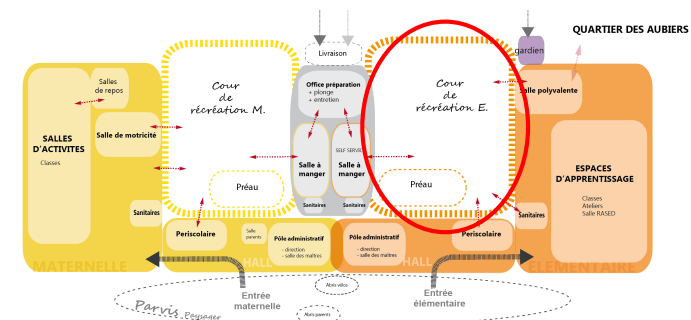 QUARTIER DES AUBIERS
Livraison
gardien
Salles
de repos
Cour
de
récréation M.
Office préparation
+ plonge
+ entretien
Cour
de
récréation E.
Salle polyvalente
SALLES
D'ACTIVITES
Classes
Salle de motricité
SELF SERVICE
Salle à
manger
Salle à
manger
ESPACES
D'APPRENTISSAGE
Classes
Ateliers
Salle RASED
Préau
Préau
Sanitaires
Sanitaires
Sanitaires
Sanitaires
Periscolaire
Salle
parents
Pôle administratif
- direction
- salle des maîtres
Pôle administratif
- direction
- salle des maîtres
Periscolaire
MATERNELLE
HALL
HALL
ELEMENTAIRE
Abris vélos
Entrée
maternelle
Entrée
élémentaire
Parvis Paysager
Abris parents